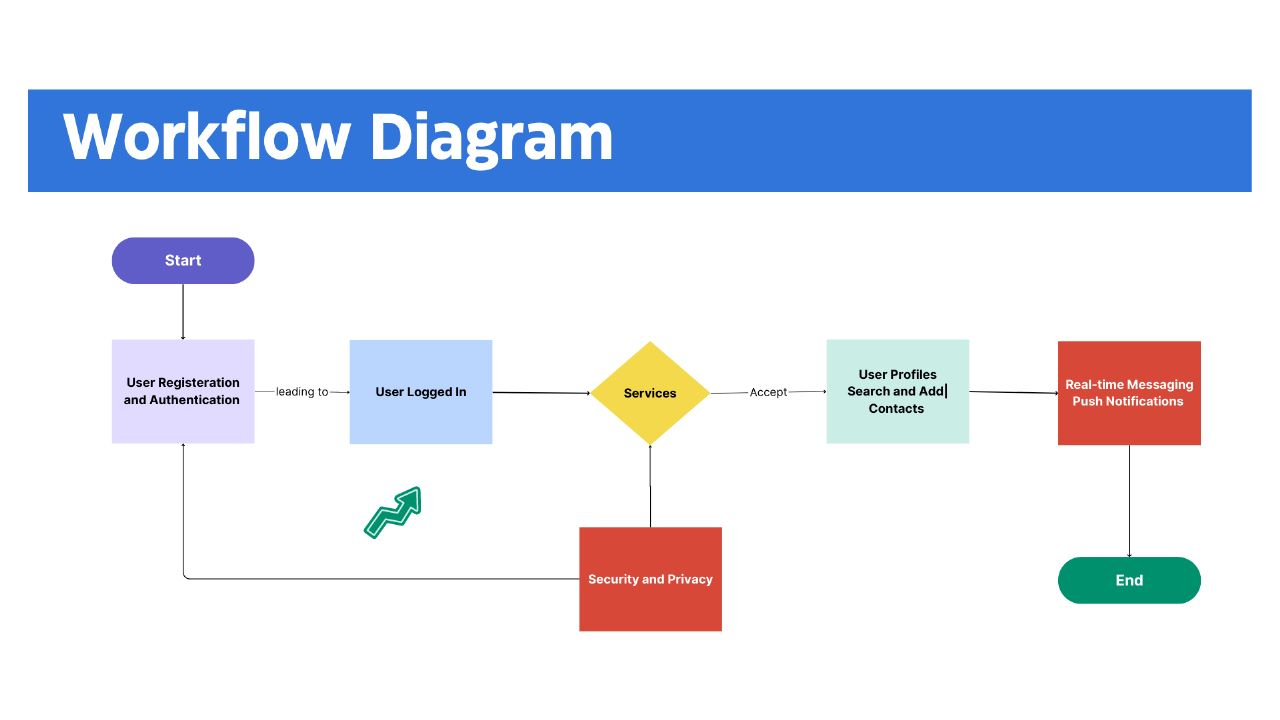 Workflow Diagram
Start
User Registeration
and Authentication
leading to
User Logged In
Services
Accept
User Profiles
Search and Add
Contacts
Real-time Messaging
Push Notifications
Security and Privacy
End